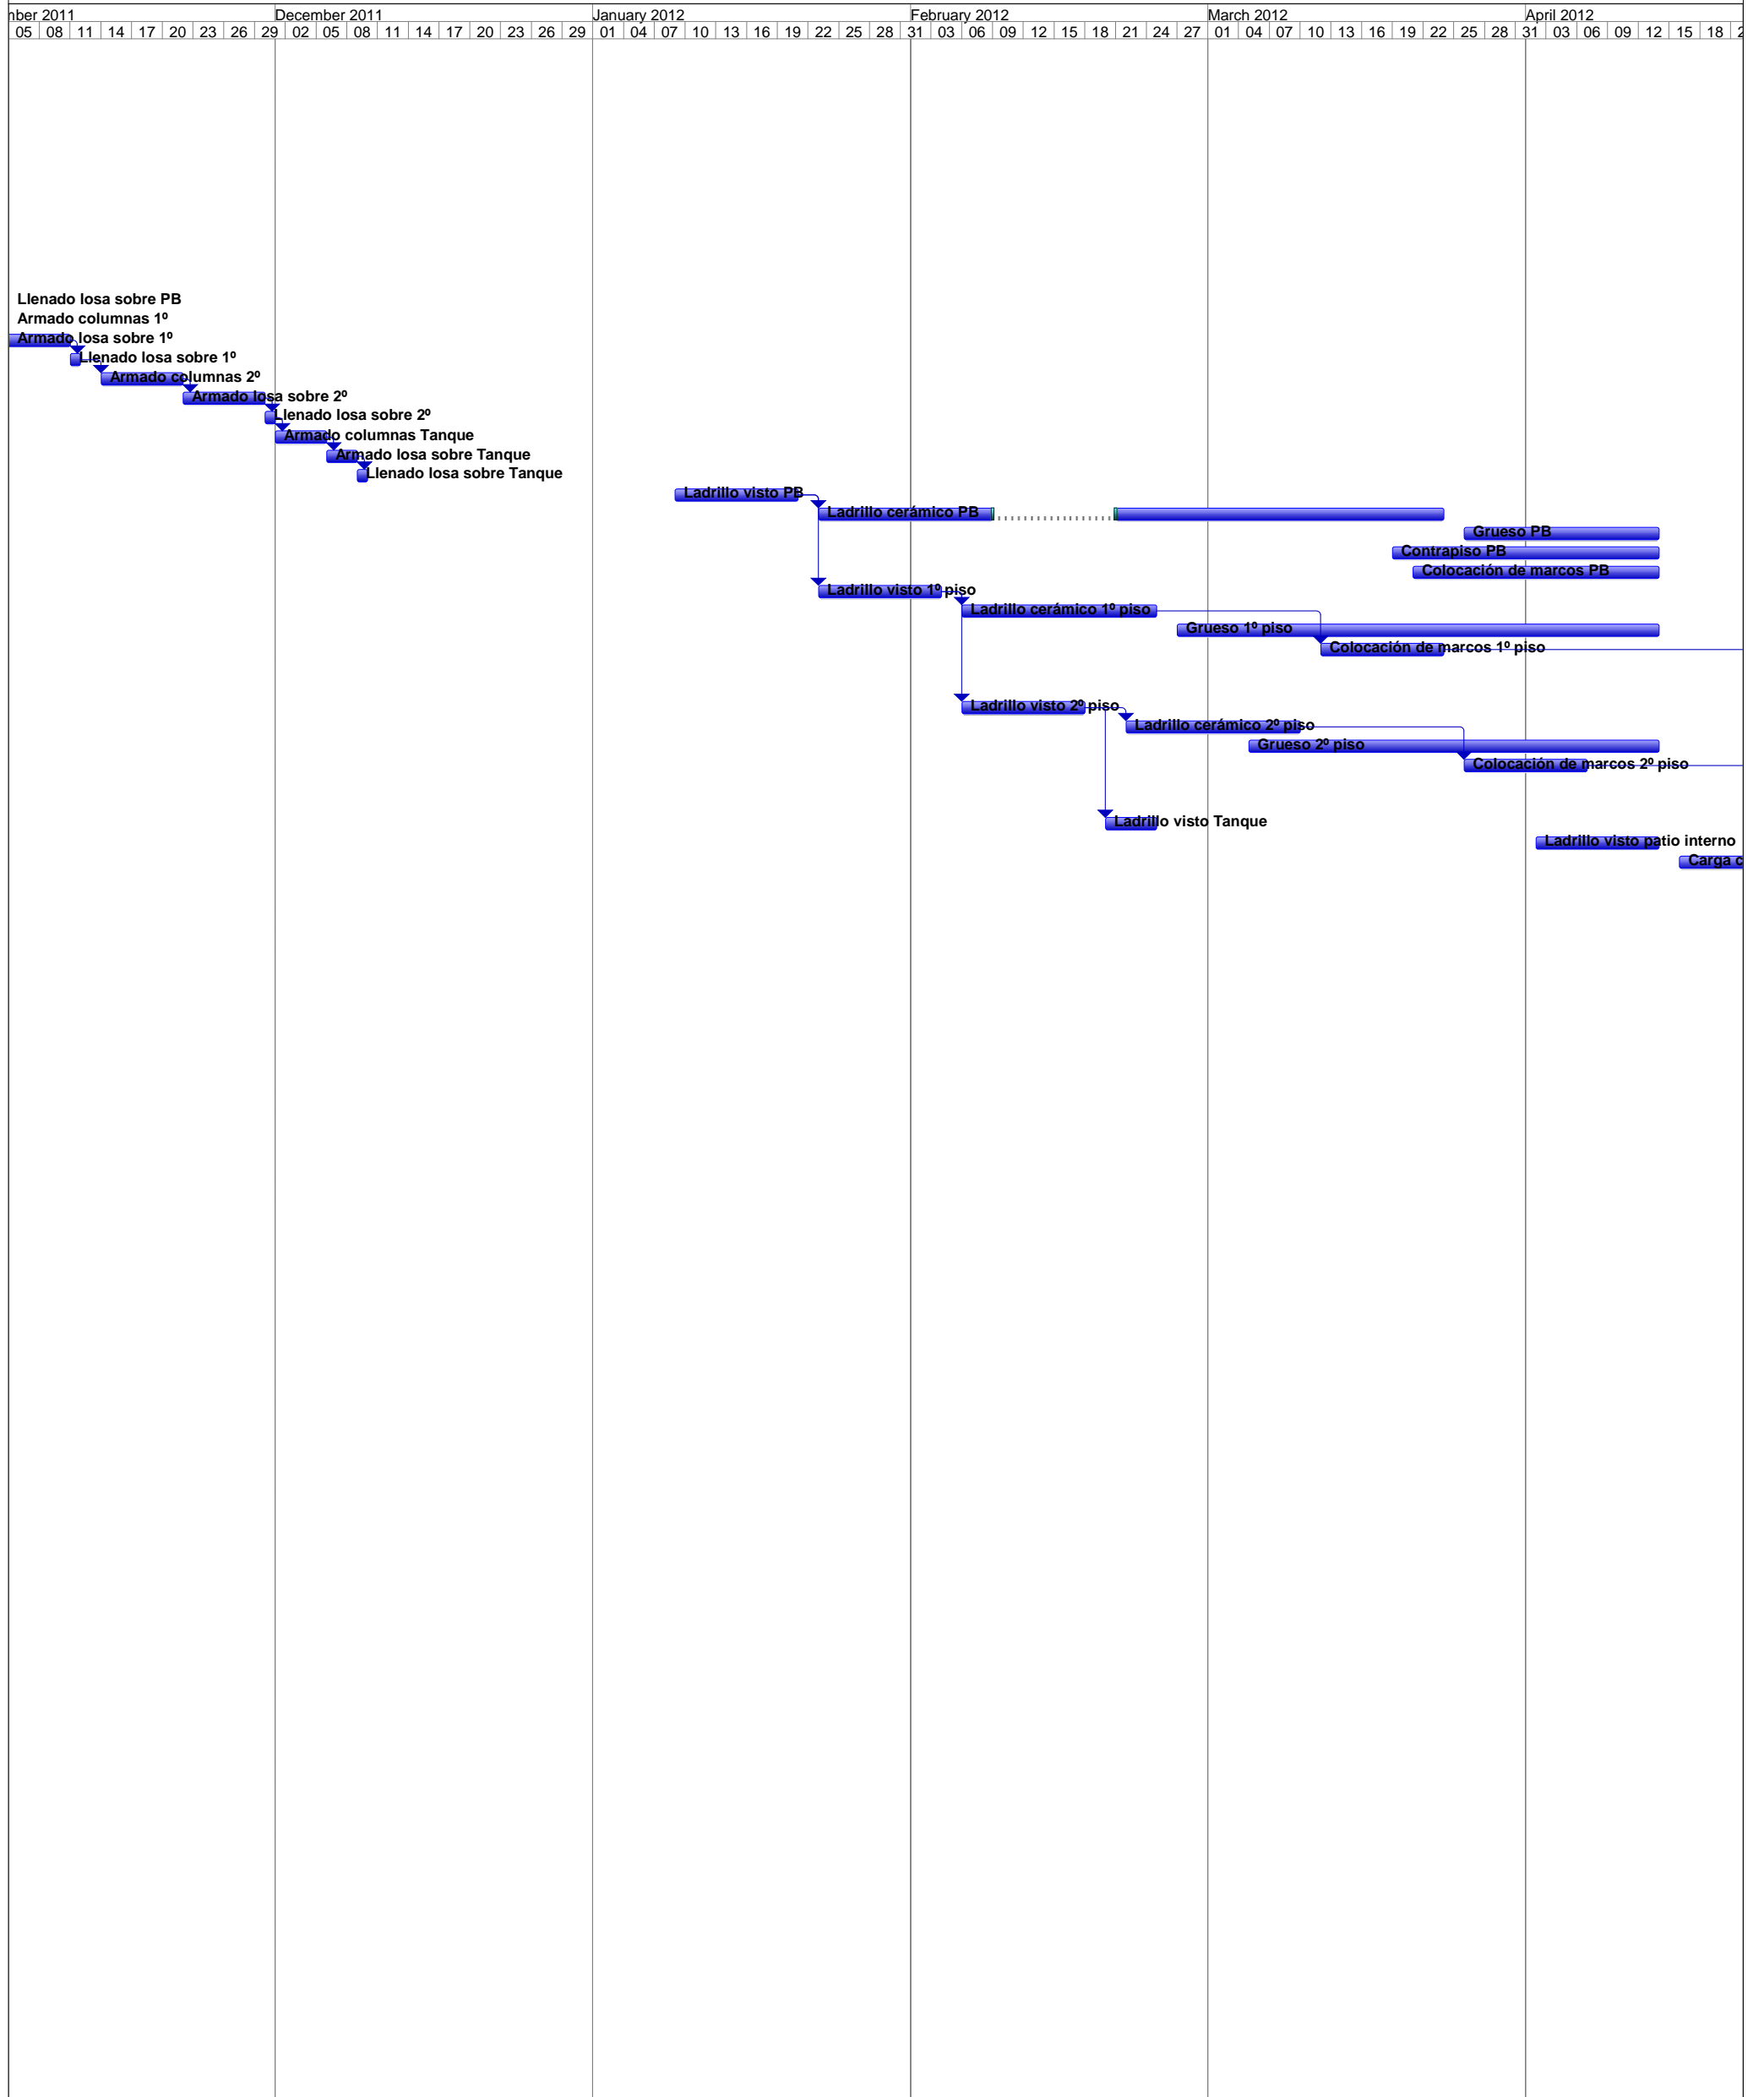 nber 2011 December 2011 January 2012 February 2012 March 2012 April 2012
05 08 11 14 17 20 23 26 29 02 05 08 11 14 17 20 23 26 29 01 04 07 10 13 16 19 22 25 28 31 03 06 09 12 15 18 21 24 27 01 04 07 10 13 16 19 22 25 28 31 03 06 09 12 15 18 2
Llenado losa sobre PB
Armado columnas 1º
Armado losa sobre 1º
Llenado losa sobre 1º
Armado columnas 2º
Armado losa sobre 2º
Llenado losa sobre 2º
Armado columnas Tanque
Armado losa sobre Tanque
Llenado losa sobre Tanque
Ladrillo visto PB
Ladrillo cerámico PB
Grueso PB
Contrapiso PB
Colocación de marcos PB
Ladrillo visto 1º piso
Ladrillo cerámico 1º piso
Grueso 1º piso
Colocación de marcos 1º piso
Ladrillo visto 2º piso
Ladrillo cerámico 2º piso
Grueso 2º piso
Colocación de marcos 2º piso
Ladrillo visto Tanque
Ladrillo visto patio interno
Carga c